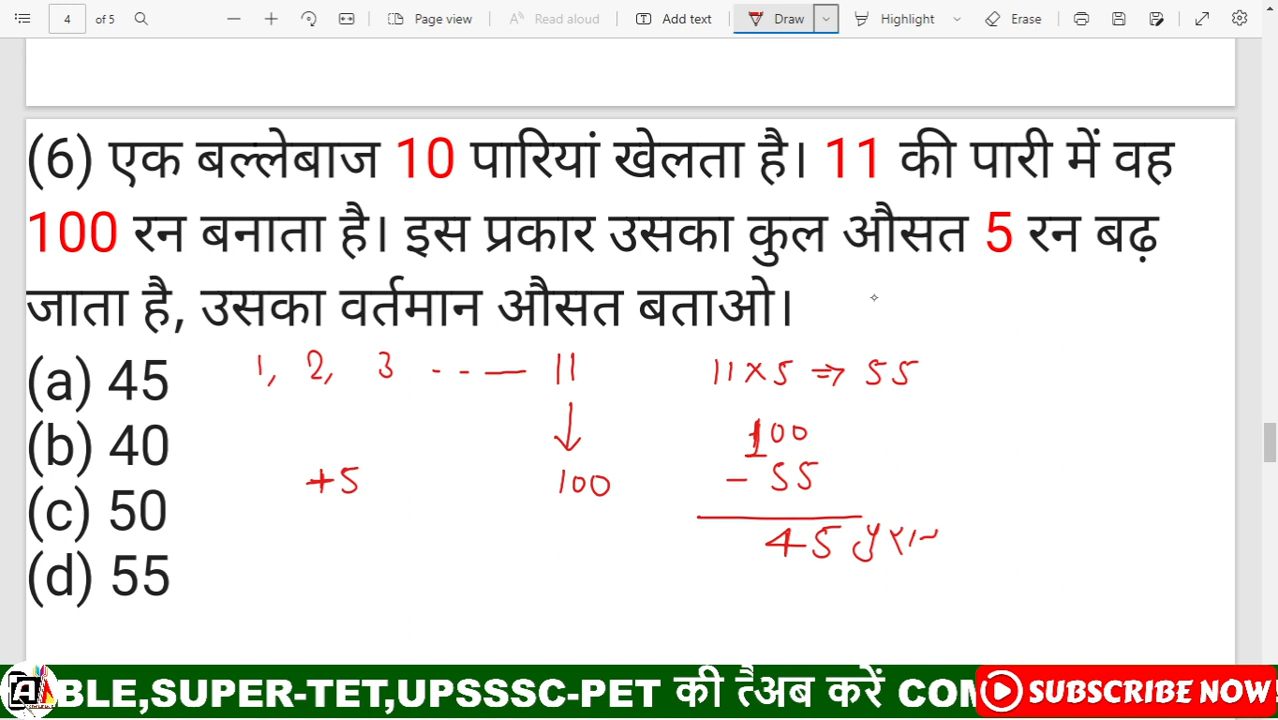 4 of 5 Page view Read aloud Add text Draw Highlight Erase
(6) एक बल्लेबाज 10 पारियां खेलता है। 11 की पारी में वह
100 रन बनाता है। इस प्रकार उसका कुल औसत 5 रन बढ़
जाता है, उसका वर्तमान औसत बताओ।
(a) 45
(b) 40
(c) 50
(d) 55
1, 2, 3 ---— 11
+5 100
11 × 5 ⇒ 55
100
- 55
45
BLE,SUPER-TET,UPSSSC-PET की त्तैअब करें COM
SUBSCRIBE NOW